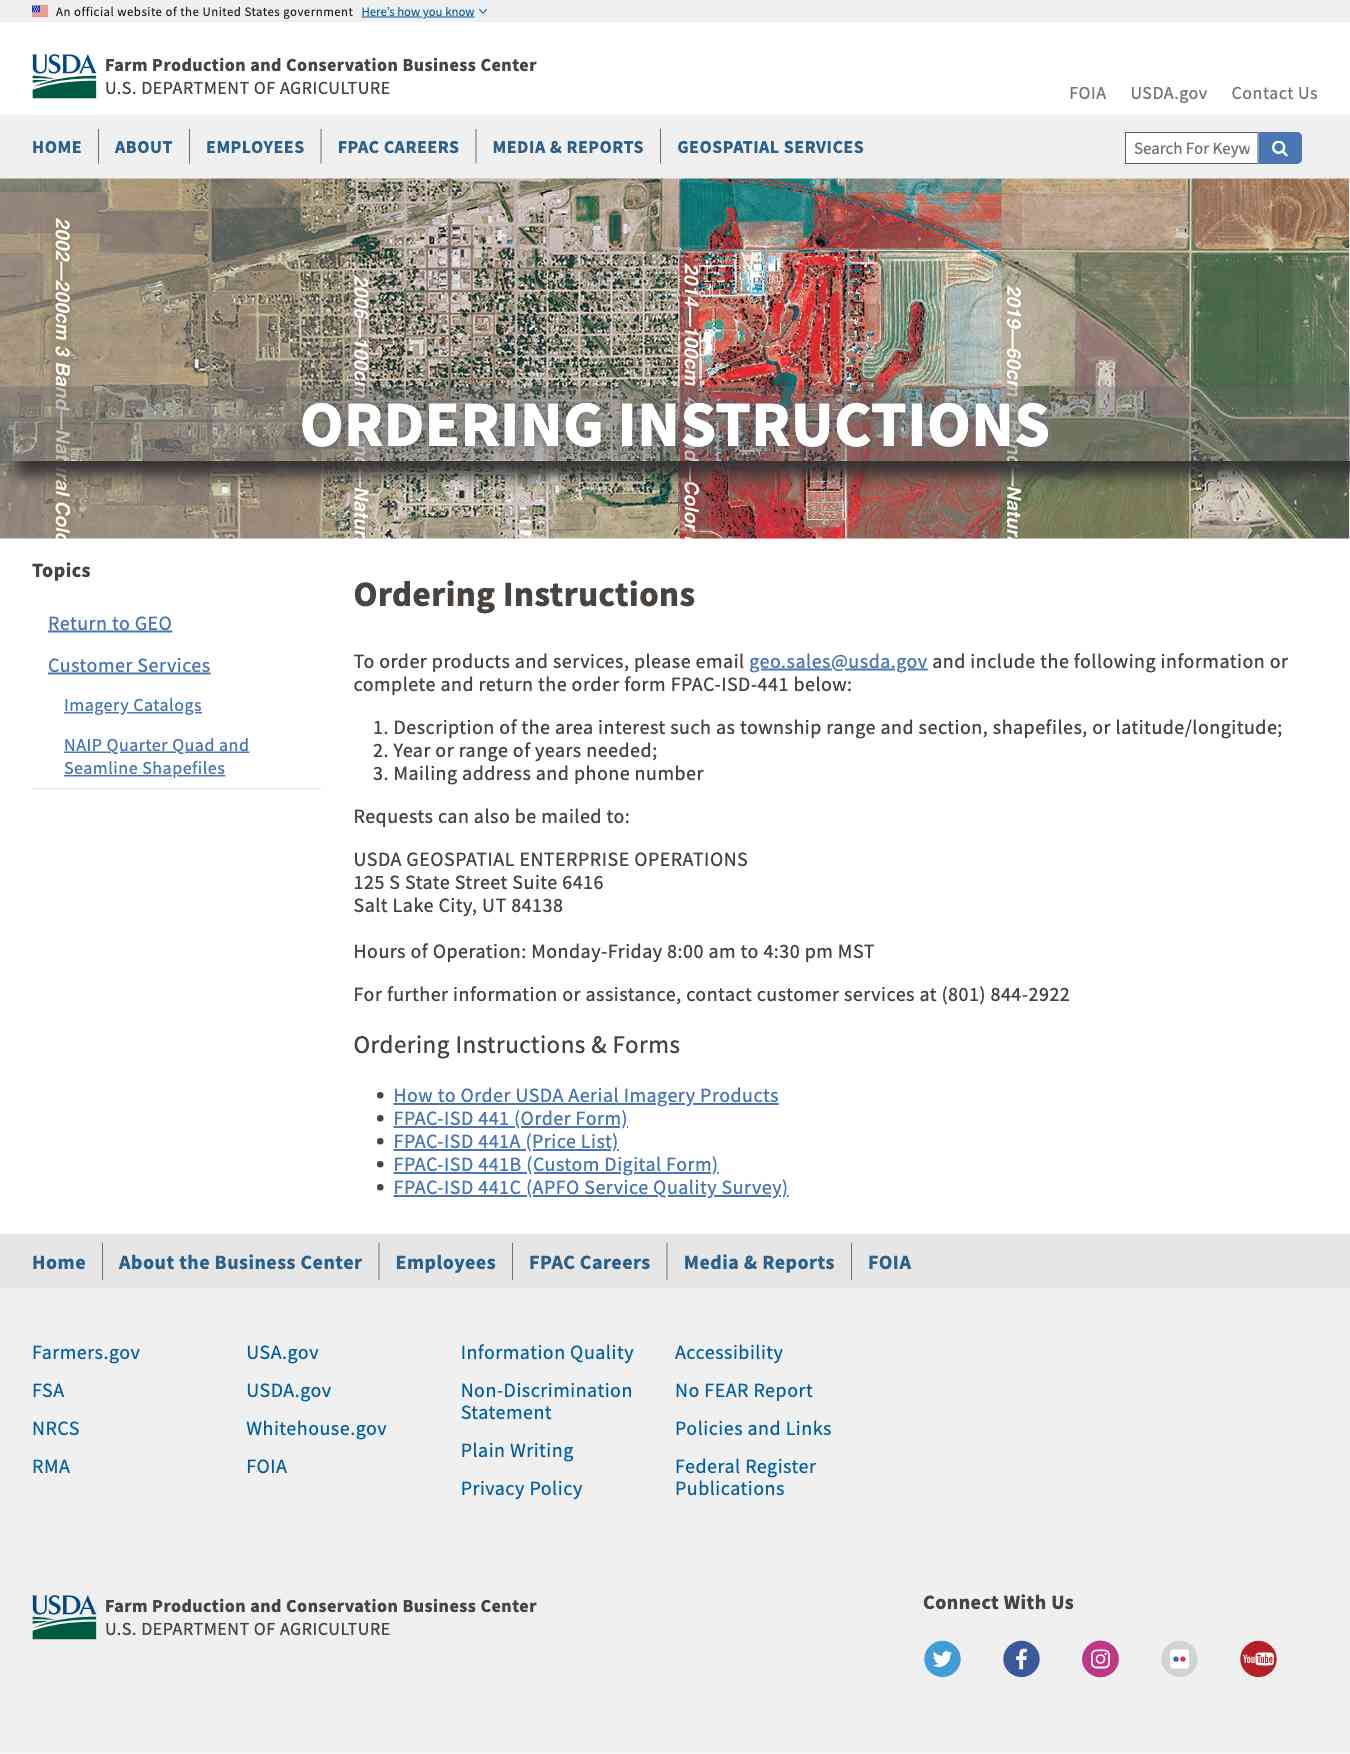 An official website of the United States government Here's how you know
USDA
Farm Production and Conservation Business Center
U.S. DEPARTMENT OF AGRICULTURE
FOIA USDA.gov Contact Us
HOME ABOUT EMPLOYEES FPAC CAREERS MEDIA & REPORTS GEOSPATIAL SERVICES
Search For Keyw
2002—200cm 3 Band—Natural Colo
2006—100cm
Natur
2014—100cm
Color
2019—60cm
Natur
ORDERING INSTRUCTIONS
Topics
Return to GEO
Customer Services
Imagery Catalogs
NAIP Quarter Quad and
Seamline Shapefiles
Ordering Instructions
To order products and services, please email geo.sales@usda.gov and include the following information or
complete and return the order form FPAC-ISD-441 below:
1. Description of the area interest such as township range and section, shapefiles, or latitude/longitude;
2. Year or range of years needed;
3. Mailing address and phone number
Requests can also be mailed to:
USDA GEOSPATIAL ENTERPRISE OPERATIONS
125 S State Street Suite 6416
Salt Lake City, UT 84138
Hours of Operation: Monday-Friday 8:00 am to 4:30 pm MST
For further information or assistance, contact customer services at (801) 844-2922
Ordering Instructions & Forms
• How to Order USDA Aerial Imagery Products
• FPAC-ISD 441 (Order Form)
• FPAC-ISD 441A (Price List)
• FPAC-ISD 441B (Custom Digital Form)
• FPAC-ISD 441C (APFO Service Quality Survey)
Home About the Business Center Employees FPAC Careers Media & Reports FOIA
Farmers.gov
FSA
NRCS
RMA
USA.gov
USDA.gov
Whitehouse.gov
FOIA
Information Quality
Non-Discrimination
Statement
Plain Writing
Privacy Policy
Accessibility
No FEAR Report
Policies and Links
Federal Register
Publications
USDA
Farm Production and Conservation Business Center
U.S. DEPARTMENT OF AGRICULTURE
Connect With Us
YouTube